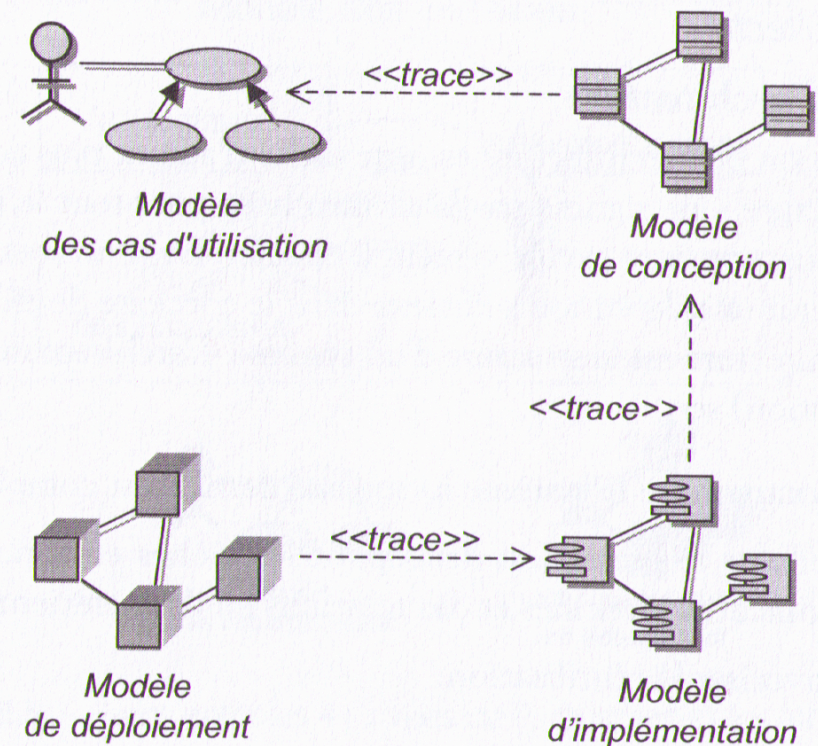 <<trace>>
Modèle
des cas d'utilisation
Modèle
de conception
<<trace>>
<<trace>>
Modèle
de déploiement
Modèle
d'implémentation